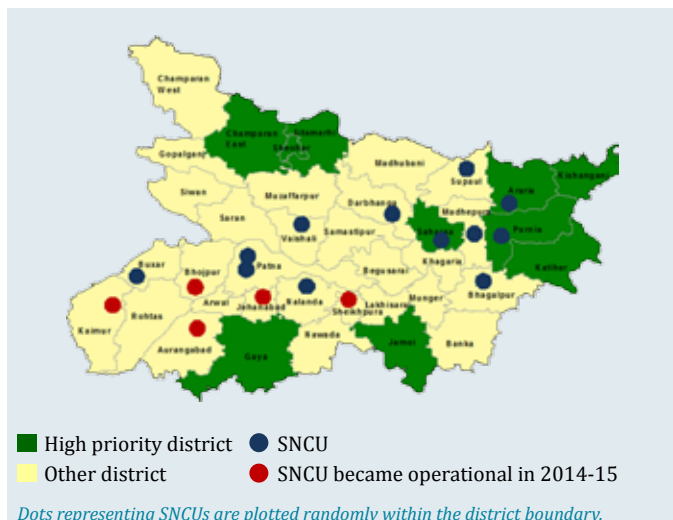 Champaran
West
Champaran
East
Sitamarhi
Sheohar
Gopalganj
Siwan
Saran
Muzaffarpur
Madhubani
Darbhanga
Supaul
Araria
Kishanganj
Madhepura
Saharsa
Purnia
Katihar
Vaishali
Samastipur
Khagaria
Begusarai
Buxar
Bhojpur
Patna
Arwal
Jehanabad
Nalanda
Sheikhpura
Lakhisarai
Munger
Bhagalpur
Kaimur
Rohtas
Aurangabad
Gaya
Nawada
Jamui
Banka
High priority district
SNCU
Other district
SNCU became operational in 2014-15
Dots representing SNCUs are plotted randomly within the district boundary.